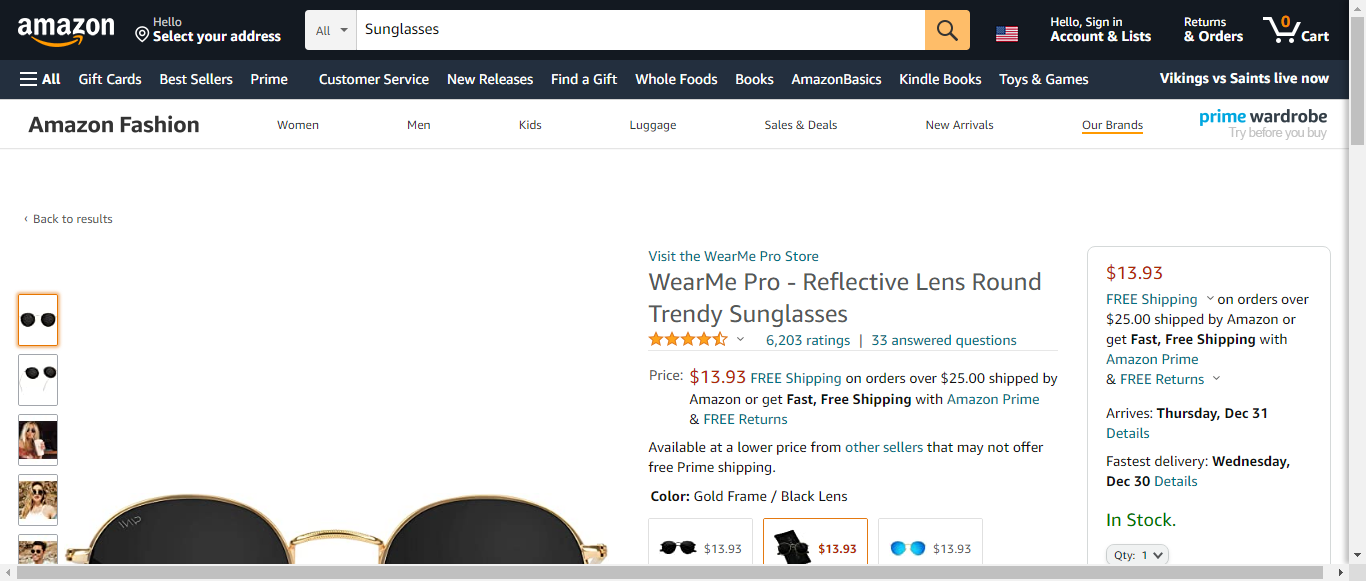 amazon
Hello
Select your address
All
Sunglasses
Hello, Sign in
Account & Lists
Returns
& Orders
0
Cart
All Gift Cards Best Sellers Prime Customer Service New Releases Find a Gift Whole Foods Books AmazonBasics Kindle Books Toys & Games Vikings vs Saints live now
Amazon Fashion Women Men Kids Luggage Sales & Deals New Arrivals Our Brands
prime wardrobe
Try before you buy
‹ Back to results
Visit the WearMe Pro Store
WearMe Pro - Reflective Lens Round
Trendy Sunglasses
6,203 ratings | 33 answered questions
Price: $13.93 FREE Shipping on orders over $25.00 shipped by
Amazon or get Fast, Free Shipping with Amazon Prime
& FREE Returns
Available at a lower price from other sellers that may not offer
free Prime shipping.
Color: Gold Frame / Black Lens
$13.93 $13.93 $13.93
$13.93
FREE Shipping on orders over
$25.00 shipped by Amazon or
get Fast, Free Shipping with
Amazon Prime
& FREE Returns
Arrives: Thursday, Dec 31
Details
Fastest delivery: Wednesday,
Dec 30 Details
In Stock.
Qty: 1